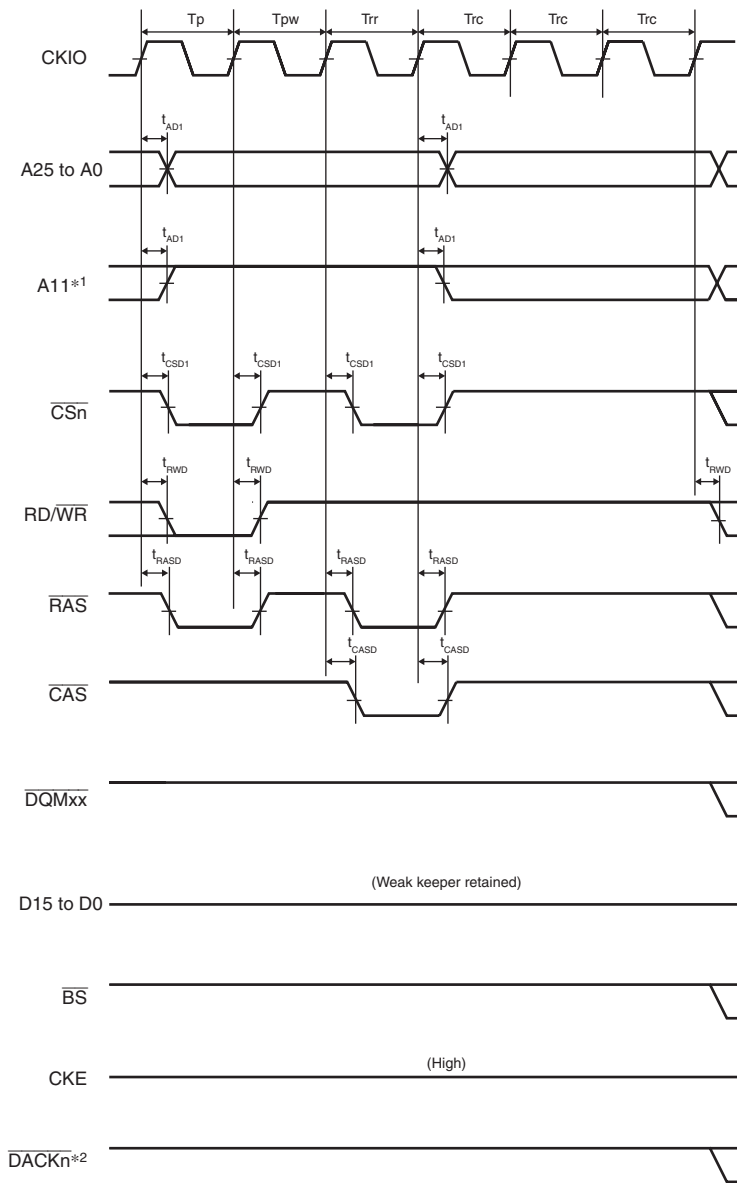 Tp Tpw Trr Trc Trc Trc
CKIO
tAD1 tAD1
A25 to A0
tAD1 tAD1
A11*1
tCSD1 tCSD1 tCSD1 tCSD1
CSn
tRWD tRWD tRWD
RD/WR
tRASD tRASD tRASD tRASD
RAS
tCASD tCASD
CAS
DQMxx
(Weak keeper retained)
D15 to D0
BS
(High)
CKE
DACKn*2